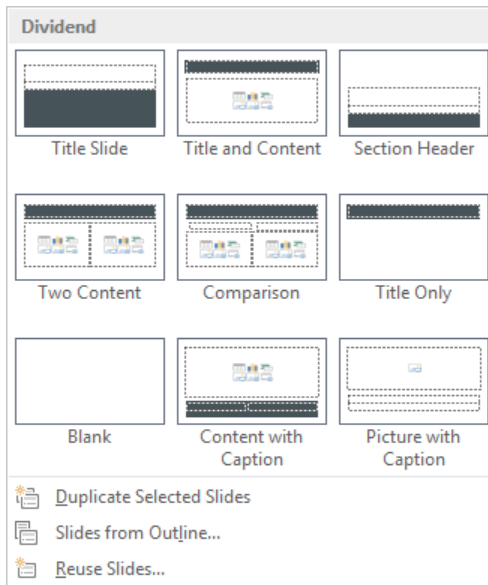 Dividend
Title Slide
Title and Content
Section Header
Two Content
Comparison
Title Only
Blank
Content with
Caption
Picture with
Caption
Duplicate Selected Slides
Slides from Outline...
Reuse Slides...